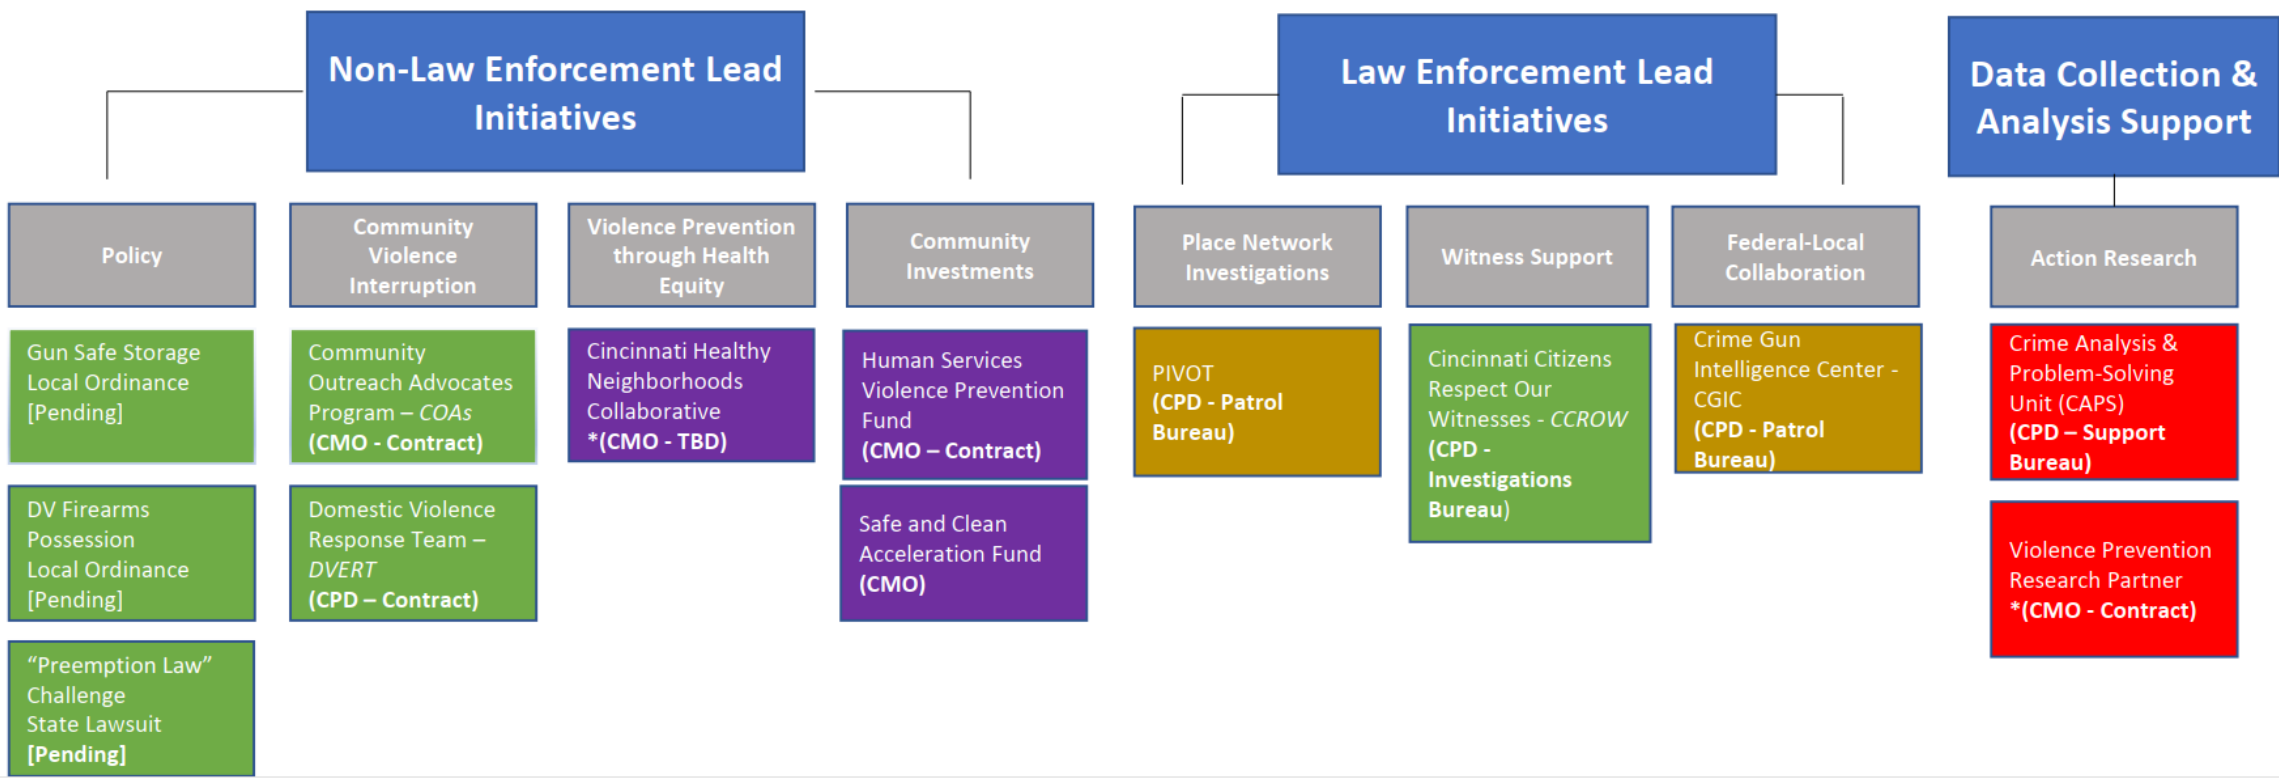 Non-Law Enforcement Lead
Initiatives
Law Enforcement Lead
Initiatives
Data Collection &
Analysis Support
Policy
Community
Violence
Interruption
Violence Prevention
through Health
Equity
Community
Investments
Place Network
Investigations
Witness Support
Federal-Local
Collaboration
Action Research
Gun Safe Storage
Local Ordinance
[Pending]
DV Firearms
Possession
Local Ordinance
[Pending]
“Preemption Law”
Challenge
State Lawsuit
[Pending]
Community
Outreach Advocates
Program – COAs
(CMO - Contract)
Domestic Violence
Response Team –
DVERT
(CPD – Contract)
Cincinnati Healthy
Neighborhoods
Collaborative
*(CMO - TBD)
Human Services
Violence Prevention
Fund
(CMO – Contract)
Safe and Clean
Acceleration Fund
(CMO)
PIVOT
(CPD - Patrol
Bureau)
Cincinnati Citizens
Respect Our
Witnesses - CCROW
(CPD -
Investigations
Bureau)
Crime Gun
Intelligence Center -
CGIC
(CPD - Patrol
Bureau)
Crime Analysis &
Problem-Solving
Unit (CAPS)
(CPD – Support
Bureau)
Violence Prevention
Research Partner
*(CMO - Contract)